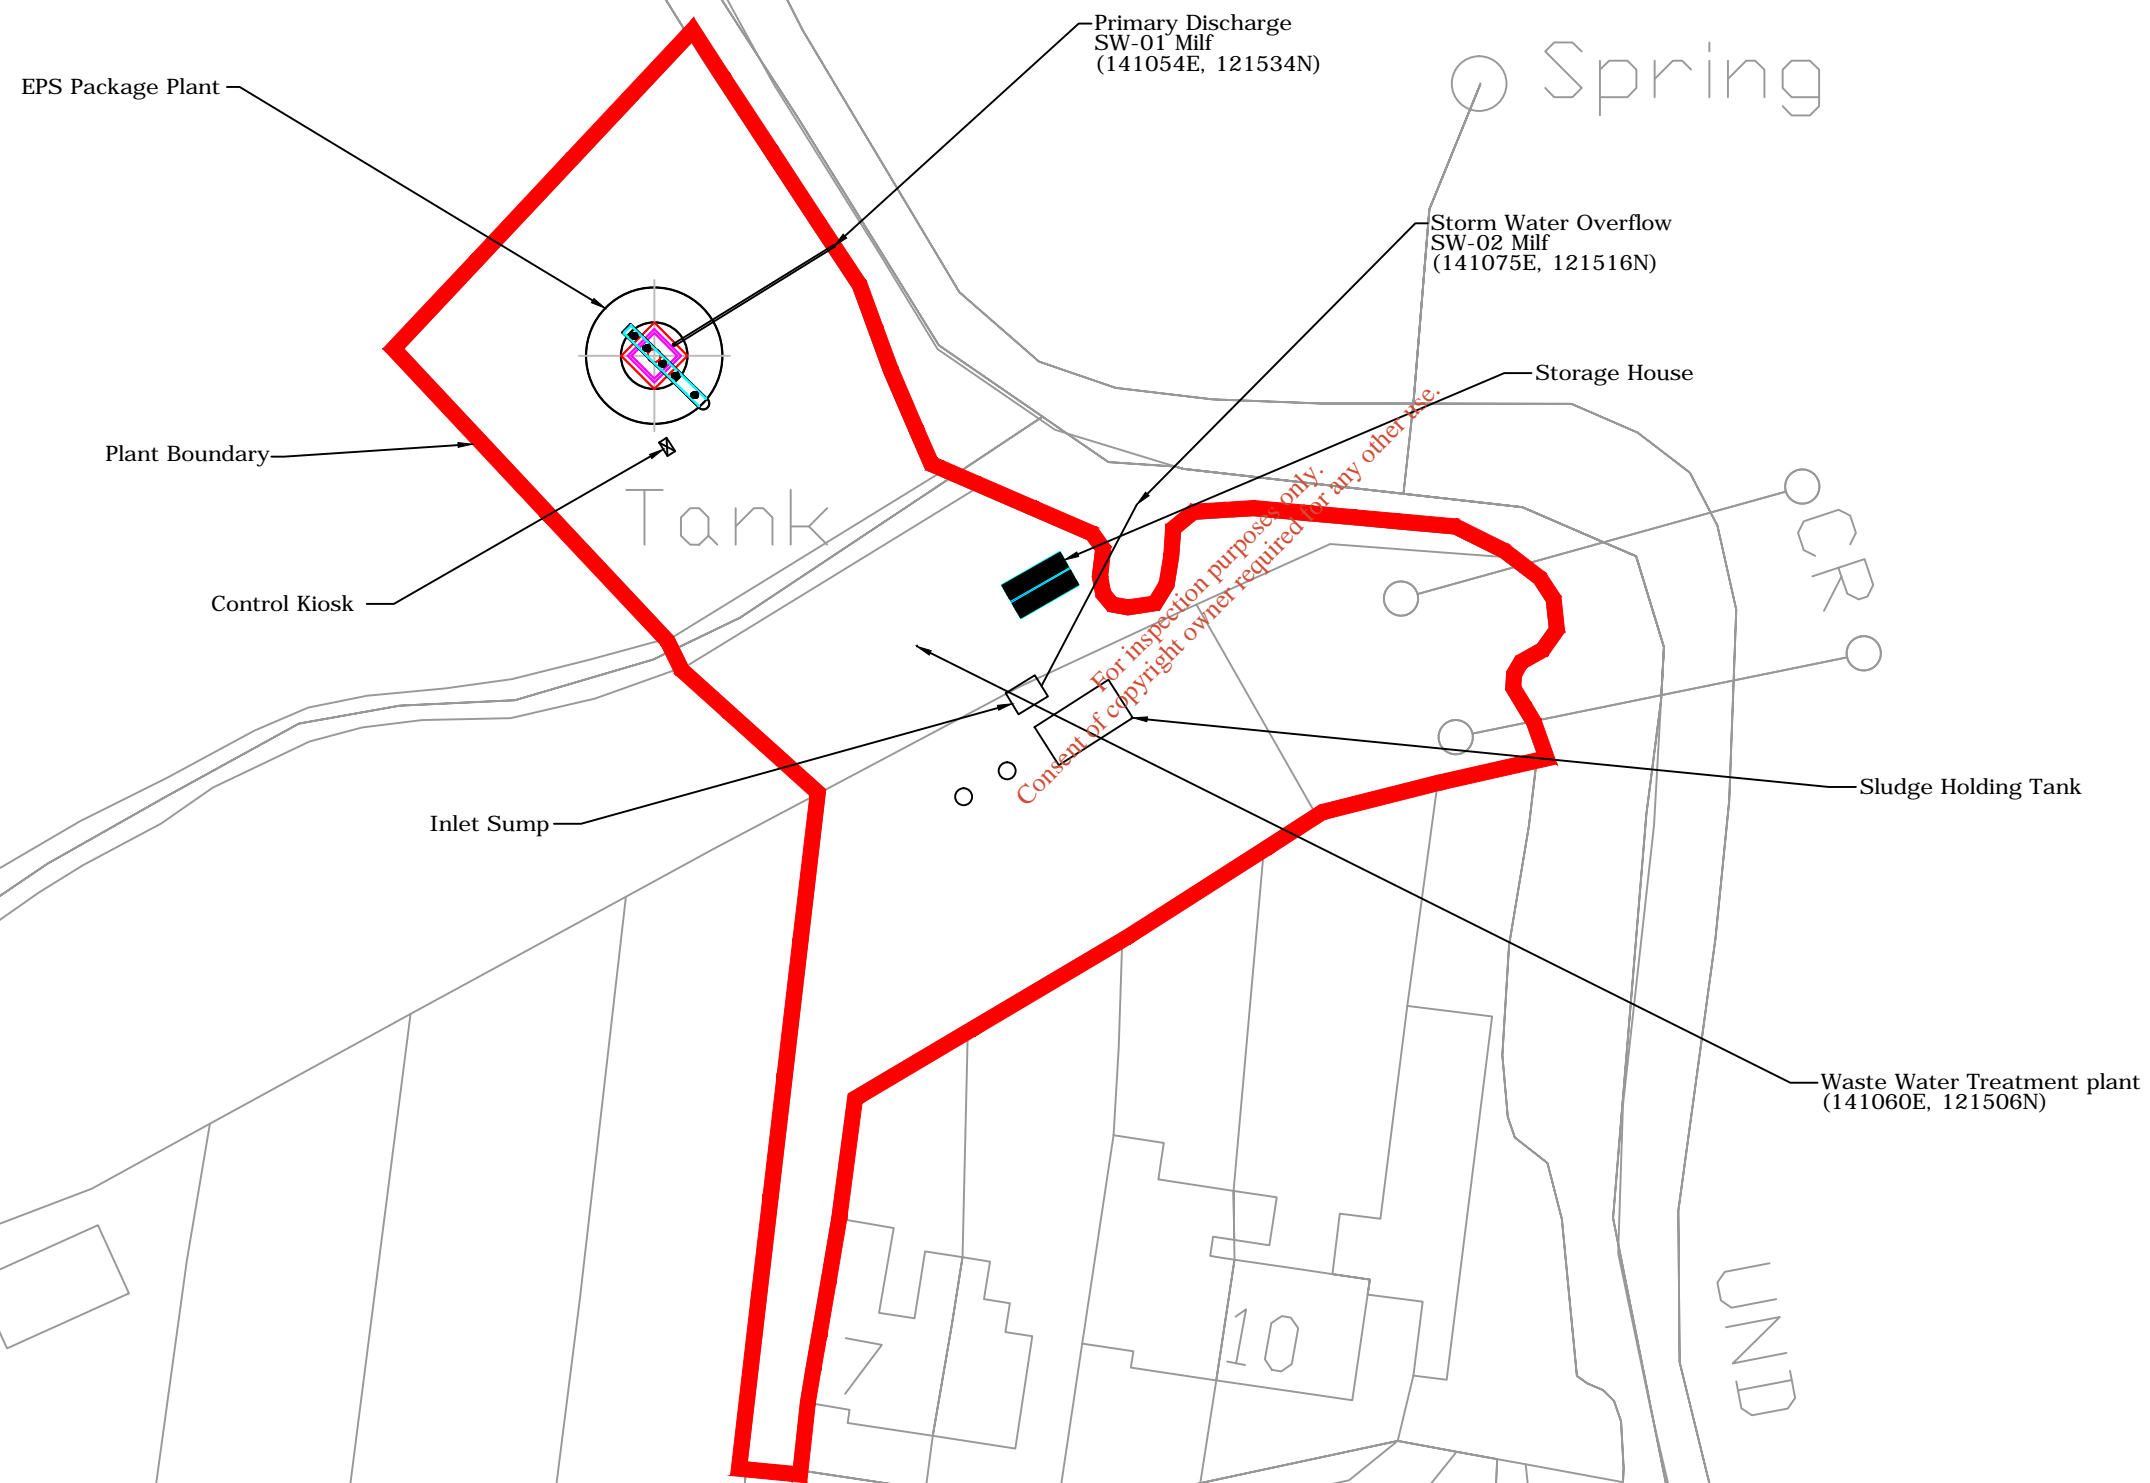 Primary Discharge
SW-01 Milf
(141054E, 121534N)
EPS Package Plant
Spring
Storm Water Overflow
SW-02 Milf
(141075E, 121516N)
Storage House
Plant Boundary
Tank
CR
Control Kiosk
For inspection purposes only.
Consent of copyright owner required for any other use.
Sludge Holding Tank
Inlet Sump
Waste Water Treatment plant
(141060E, 121506N)
UND
10
7